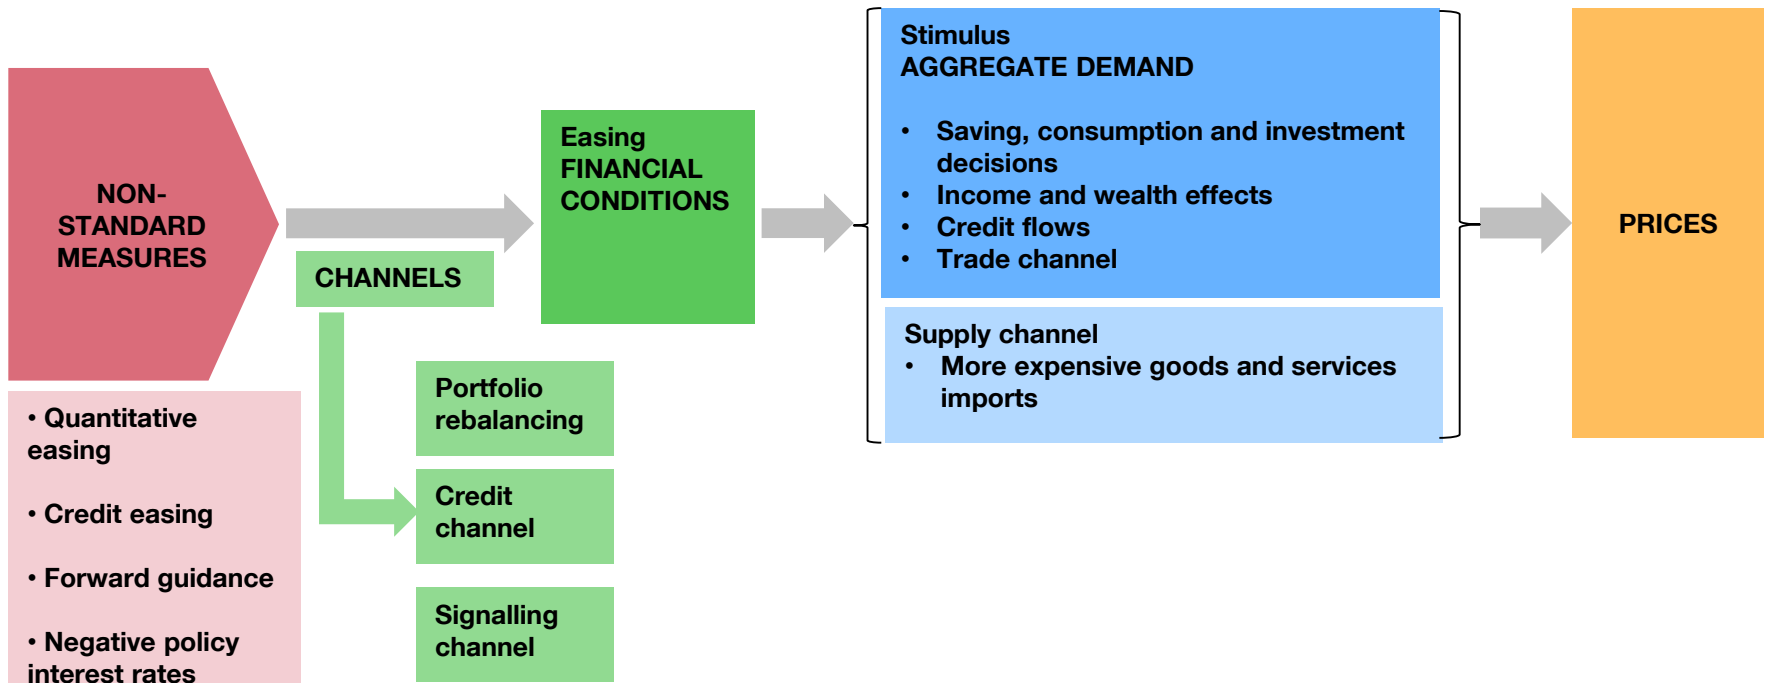 NON-
STANDARD
MEASURES
• Quantitative
easing
• Credit easing
• Forward guidance
• Negative policy
interest rates
CHANNELS
Portfolio
rebalancing
Credit
channel
Signalling
channel
Easing
FINANCIAL
CONDITIONS
Stimulus
AGGREGATE DEMAND
• Saving, consumption and investment
decisions
• Income and wealth effects
• Credit flows
• Trade channel
Supply channel
• More expensive goods and services
imports
PRICES